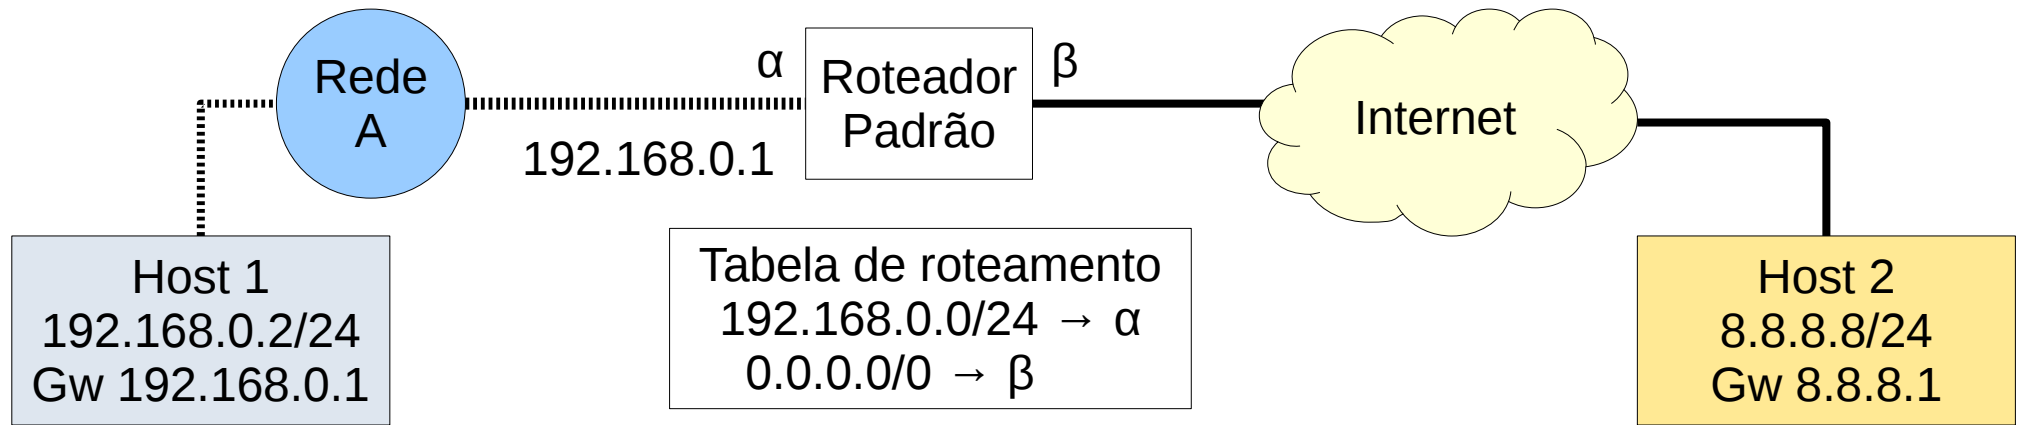 Rede
A
α
Roteador
Padrão
β
192.168.0.1
Internet
Host 1
192.168.0.2/24
Gw 192.168.0.1
Tabela de roteamento
192.168.0.0/24 → α
0.0.0.0/0 → β
Host 2
8.8.8.8/24
Gw 8.8.8.1